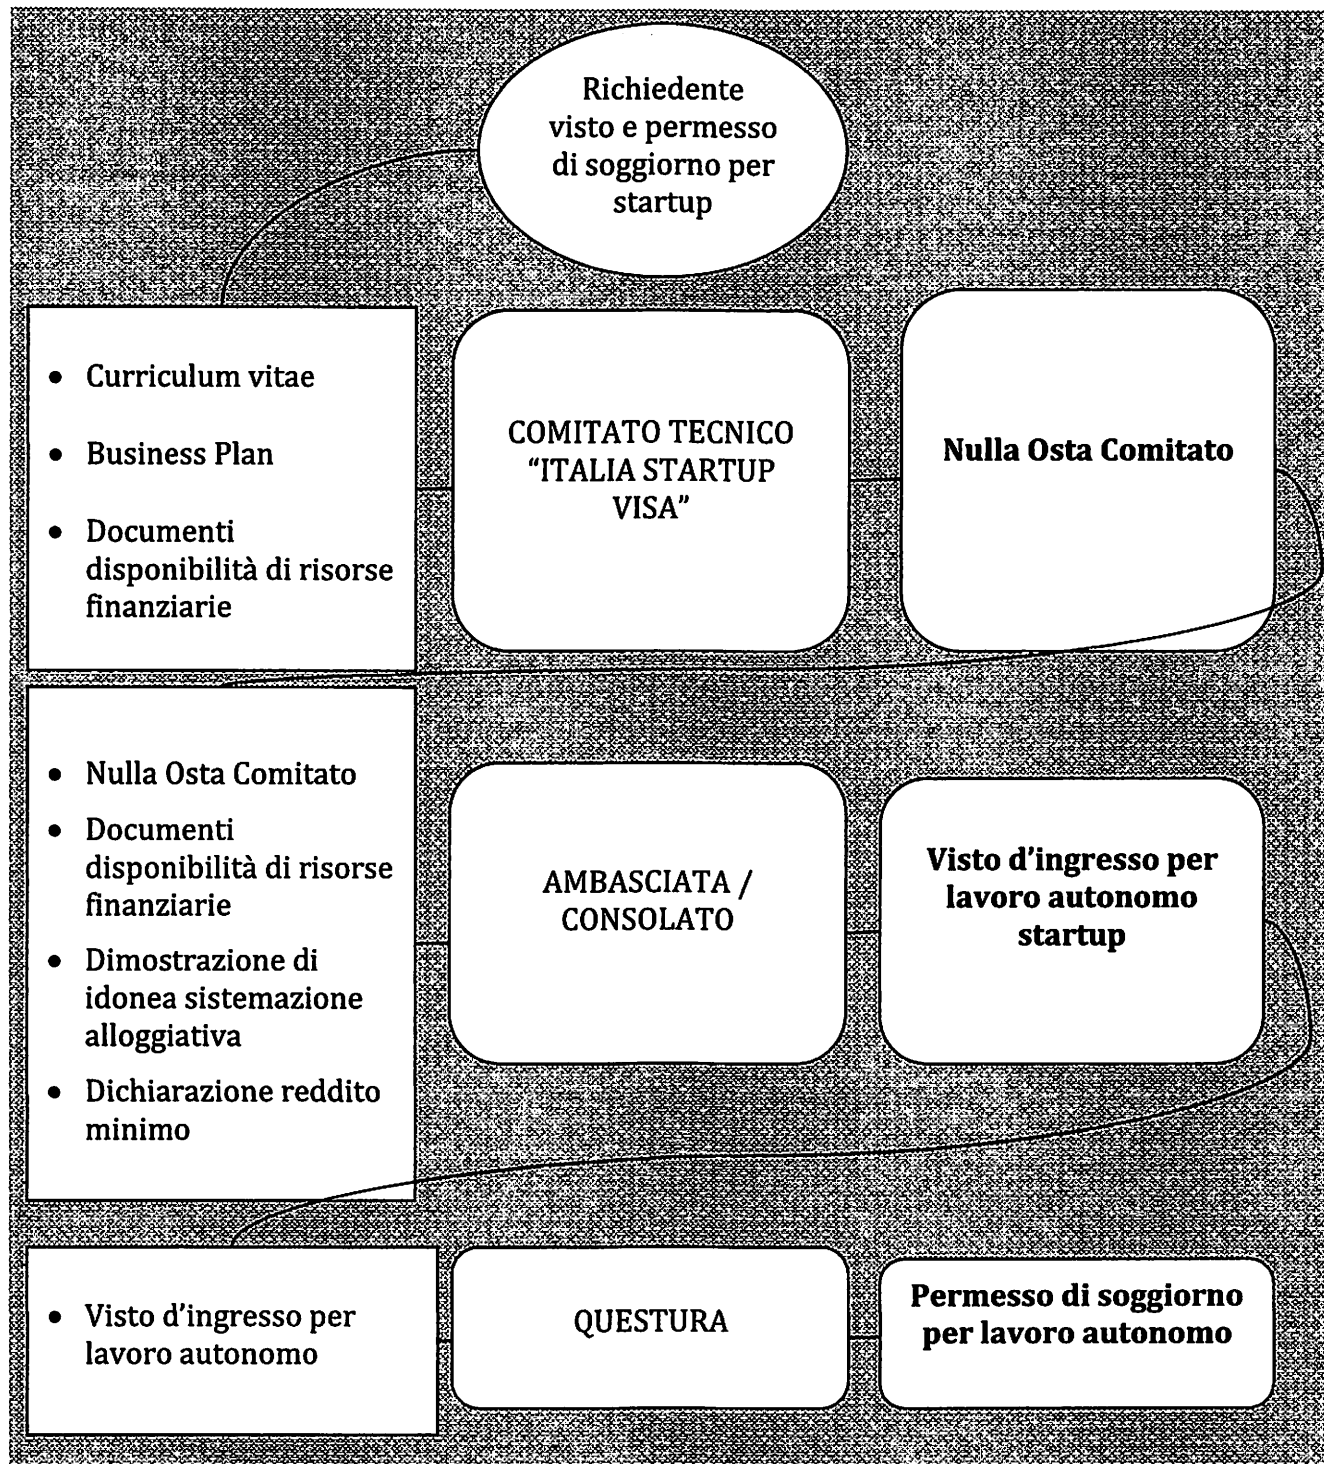 Richiedente
visto e permesso
di soggiorno per
startup
• Curriculum vitae
• Business Plan
• Documenti
disponibilità di risorse
finanziarie
COMITATO TECNICO
“ITALIA STARTUP
VISA”
Nulla Osta Comitato
• Nulla Osta Comitato
• Documenti
disponibilità di risorse
finanziarie
• Dimostrazione di
idonea sistemazione
alloggiativa
• Dichiarazione reddito
minimo
AMBASCIATA /
CONSOLATO
Visto d’ingresso per
lavoro autonomo
startup
• Visto d’ingresso per
lavoro autonomo
QUESTURA
Permesso di soggiorno
per lavoro autonomo